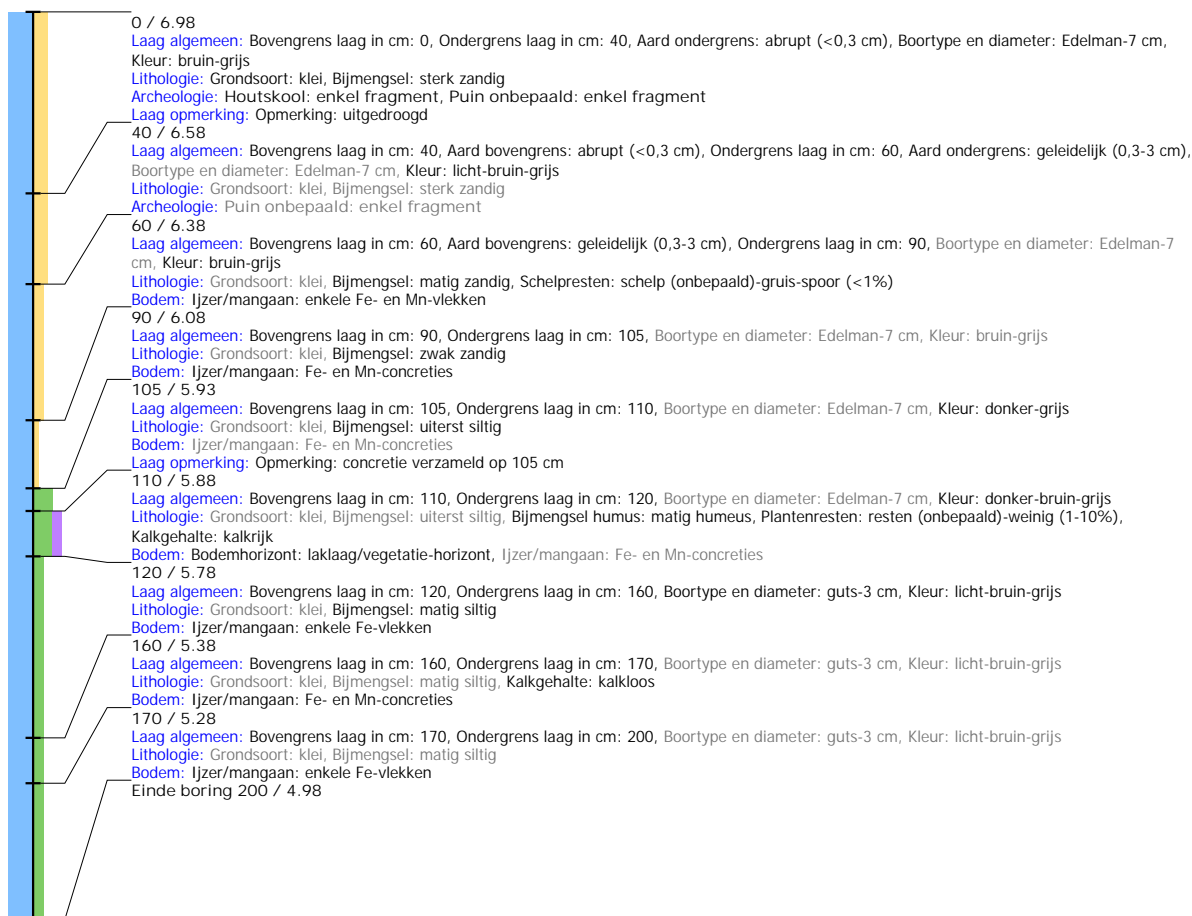 0 / 6.98
Laag algemeen: Bovengrens laag in cm: 0, Ondergrens laag in cm: 40, Aard ondergrens: abrupt (<0,3 cm), Boortype en diameter: Edelman-7 cm,
Kleur: bruin-grijs
Lithologie: Grondsoort: klei, Bijmengsel: sterk zandig
Archeologie: Houtskool: enkel fragment, Puin onbepaald: enkel fragment
Laag opmerking: Opmerking: uitgedroogd
40 / 6.58
Laag algemeen: Bovengrens laag in cm: 40, Aard bovengrens: abrupt (<0,3 cm), Ondergrens laag in cm: 60, Aard ondergrens: geleidelijk (0,3-3 cm),
Boortype en diameter: Edelman-7 cm, Kleur: licht-bruin-grijs
Lithologie: Grondsoort: klei, Bijmengsel: sterk zandig
Archeologie: Puin onbepaald: enkel fragment
60 / 6.38
Laag algemeen: Bovengrens laag in cm: 60, Aard bovengrens: geleidelijk (0,3-3 cm), Ondergrens laag in cm: 90, Boortype en diameter: Edelman-7
cm, Kleur: bruin-grijs
Lithologie: Grondsoort: klei, Bijmengsel: matig zandig, Schelpresten: schelp (onbepaald)-gruis-spoor (<1%)
Bodem: Ijzer/mangaan: enkele Fe- en Mn-vlekken
90 / 6.08
Laag algemeen: Bovengrens laag in cm: 90, Ondergrens laag in cm: 105, Boortype en diameter: Edelman-7 cm, Kleur: bruin-grijs
Lithologie: Grondsoort: klei, Bijmengsel: zwak zandig
Bodem: Ijzer/mangaan: Fe- en Mn-concreties
105 / 5.93
Laag algemeen: Bovengrens laag in cm: 105, Ondergrens laag in cm: 110, Boortype en diameter: Edelman-7 cm, Kleur: donker-grijs
Lithologie: Grondsoort: klei, Bijmengsel: uiterst siltig
Bodem: Ijzer/mangaan: Fe- en Mn-concreties
Laag opmerking: Opmerking: concretie verzameld op 105 cm
110 / 5.88
Laag algemeen: Bovengrens laag in cm: 110, Ondergrens laag in cm: 120, Boortype en diameter: Edelman-7 cm, Kleur: donker-bruin-grijs
Lithologie: Grondsoort: klei, Bijmengsel: uiterst siltig, Bijmengsel humus: matig humeus, Plantenresten: resten (onbepaald)-weinig (1-10%),
Kalkgehalte: kalkrijk
Bodem: Bodemhorizont: laklaag/vegetatie-horizont, Ijzer/mangaan: Fe- en Mn-concreties
120 / 5.78
Laag algemeen: Bovengrens laag in cm: 120, Ondergrens laag in cm: 160, Boortype en diameter: guts-3 cm, Kleur: licht-bruin-grijs
Lithologie: Grondsoort: klei, Bijmengsel: matig siltig
Bodem: Ijzer/mangaan: enkele Fe-vlekken
160 / 5.38
Laag algemeen: Bovengrens laag in cm: 160, Ondergrens laag in cm: 170, Boortype en diameter: guts-3 cm, Kleur: licht-bruin-grijs
Lithologie: Grondsoort: klei, Bijmengsel: matig siltig, Kalkgehalte: kalkloos
Bodem: Ijzer/mangaan: Fe- en Mn-concreties
170 / 5.28
Laag algemeen: Bovengrens laag in cm: 170, Ondergrens laag in cm: 200, Boortype en diameter: guts-3 cm, Kleur: licht-bruin-grijs
Lithologie: Grondsoort: klei, Bijmengsel: matig siltig
Bodem: Ijzer/mangaan: enkele Fe-vlekken
Einde boring 200 / 4.98